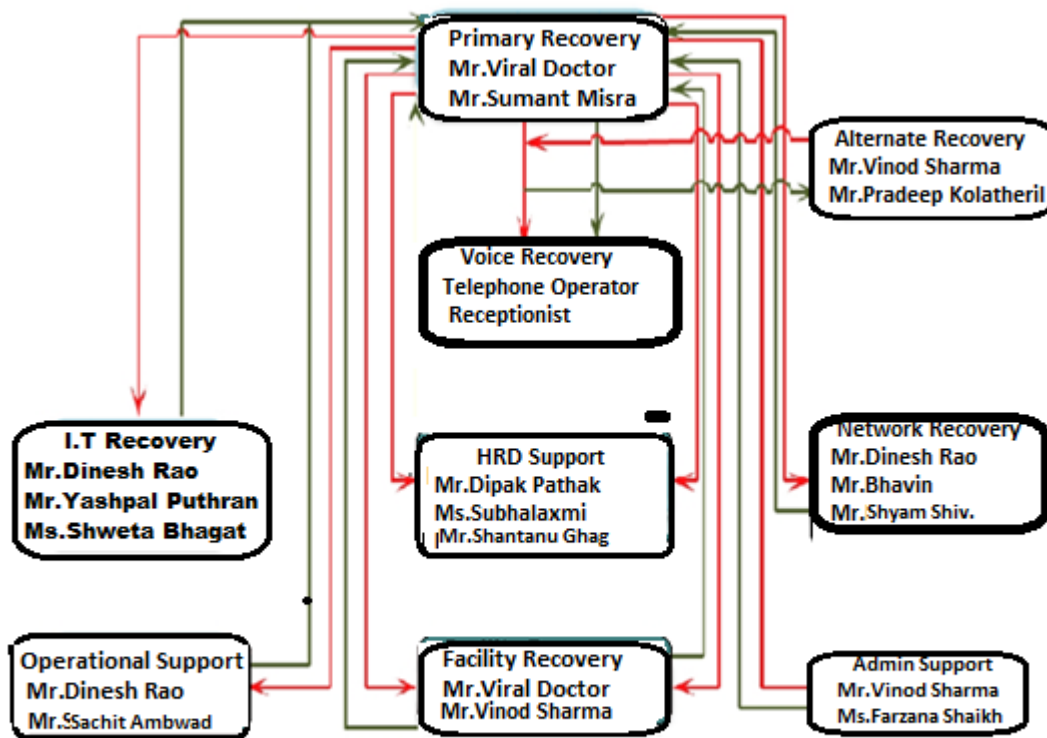 Primary Recovery
Mr.Viral Doctor
Mr.Sumant Misra
Alternate Recovery
Mr.Vinod Sharma
Mr.Pradeep Kolatheril
Voice Recovery
Telephone Operator
Receptionist
I.T Recovery
Mr.Dinesh Rao
Mr.Yashpal Puthran
Ms.Shweta Bhagat
HRD Support
Mr.Dipak Pathak
Ms.Subhalaxmi
Mr.Shantanu Ghag
Network Recovery
Mr.Dinesh Rao
Mr.Bhavin
Mr.Shyam Shiv.
Operational Support
Mr.Dinesh Rao
Mr.Sachit Ambwad
Facility Recovery
Mr.Viral Doctor
Mr.Vinod Sharma
Admin Support
Mr.Vinod Sharma
Ms.Farzana Shaikh